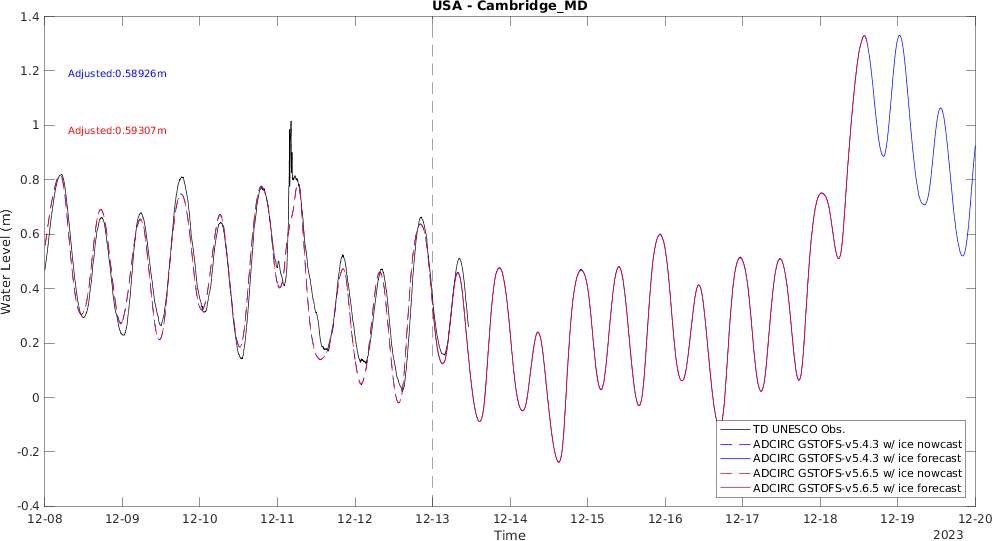 USA - Cambridge_MD
1.4
1.2
1
0.8
0.6
0.4
0.2
0
-0.2
-0.4
Water Level (m)
Adjusted:0.58926m
Adjusted:0.59307m
TD UNESCO Obs.
ADCIRC GSTOFS-v5.4.3 w/ ice nowcast
ADCIRC GSTOFS-v5.4.3 w/ ice forecast
ADCIRC GSTOFS-v5.6.5 w/ ice nowcast
ADCIRC GSTOFS-v5.6.5 w/ ice forecast
12-08 12-09 12-10 12-11 12-12 12-13 12-14 12-15 12-16 12-17 12-18 12-19 12-20
Time
2023